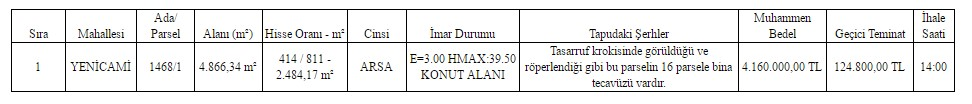 Sıra
Mahallesi
Ada/
Parsel
Alanı (m²)
Hisse Oranı - m²
Cinsi
İmar Durumu
Tapudaki Şerhler
Muhammen
Bedel
Geçici Teminat
İhale
Saati
1
YENİCAMİ
1468/1
4.866,34 m²
414 / 811 -
2.484,17 m²
ARSA
E=3.00 HMAX:39.50
KONUT ALANI
Tasarruf krokisinde görüldüğü ve
röperlendiği gibi bu parselin 16 parsele bina
tecavüzü vardır.
4.160.000,00 TL
124.800,00 TL
14:00